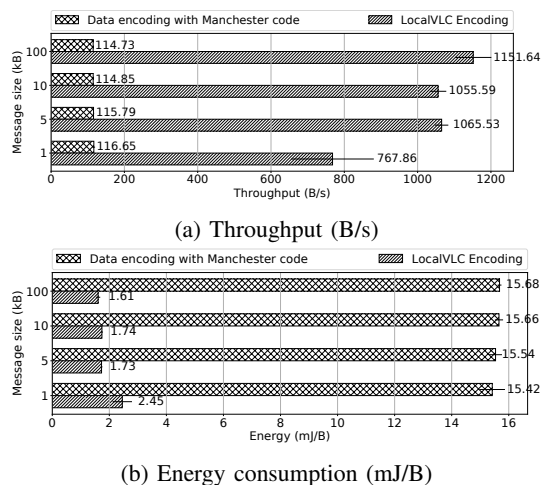 Data encoding with Manchester code LocalVLC Encoding
Message size (kB)
100 114.73
1151.64
10 114.85
1055.59
5 115.79
1065.53
1 116.65
767.86
0 200 400 600 800 1000 1200
Throughput (B/s)
(a) Throughput (B/s)
Data encoding with Manchester code LocalVLC Encoding
Message size (kB)
100 15.68
1.61
10 15.66
1.74
5 15.54
1.73
1 15.42
2.45
0 2 4 6 8 10 12 14 16
Energy (mJ/B)
(b) Energy consumption (mJ/B)